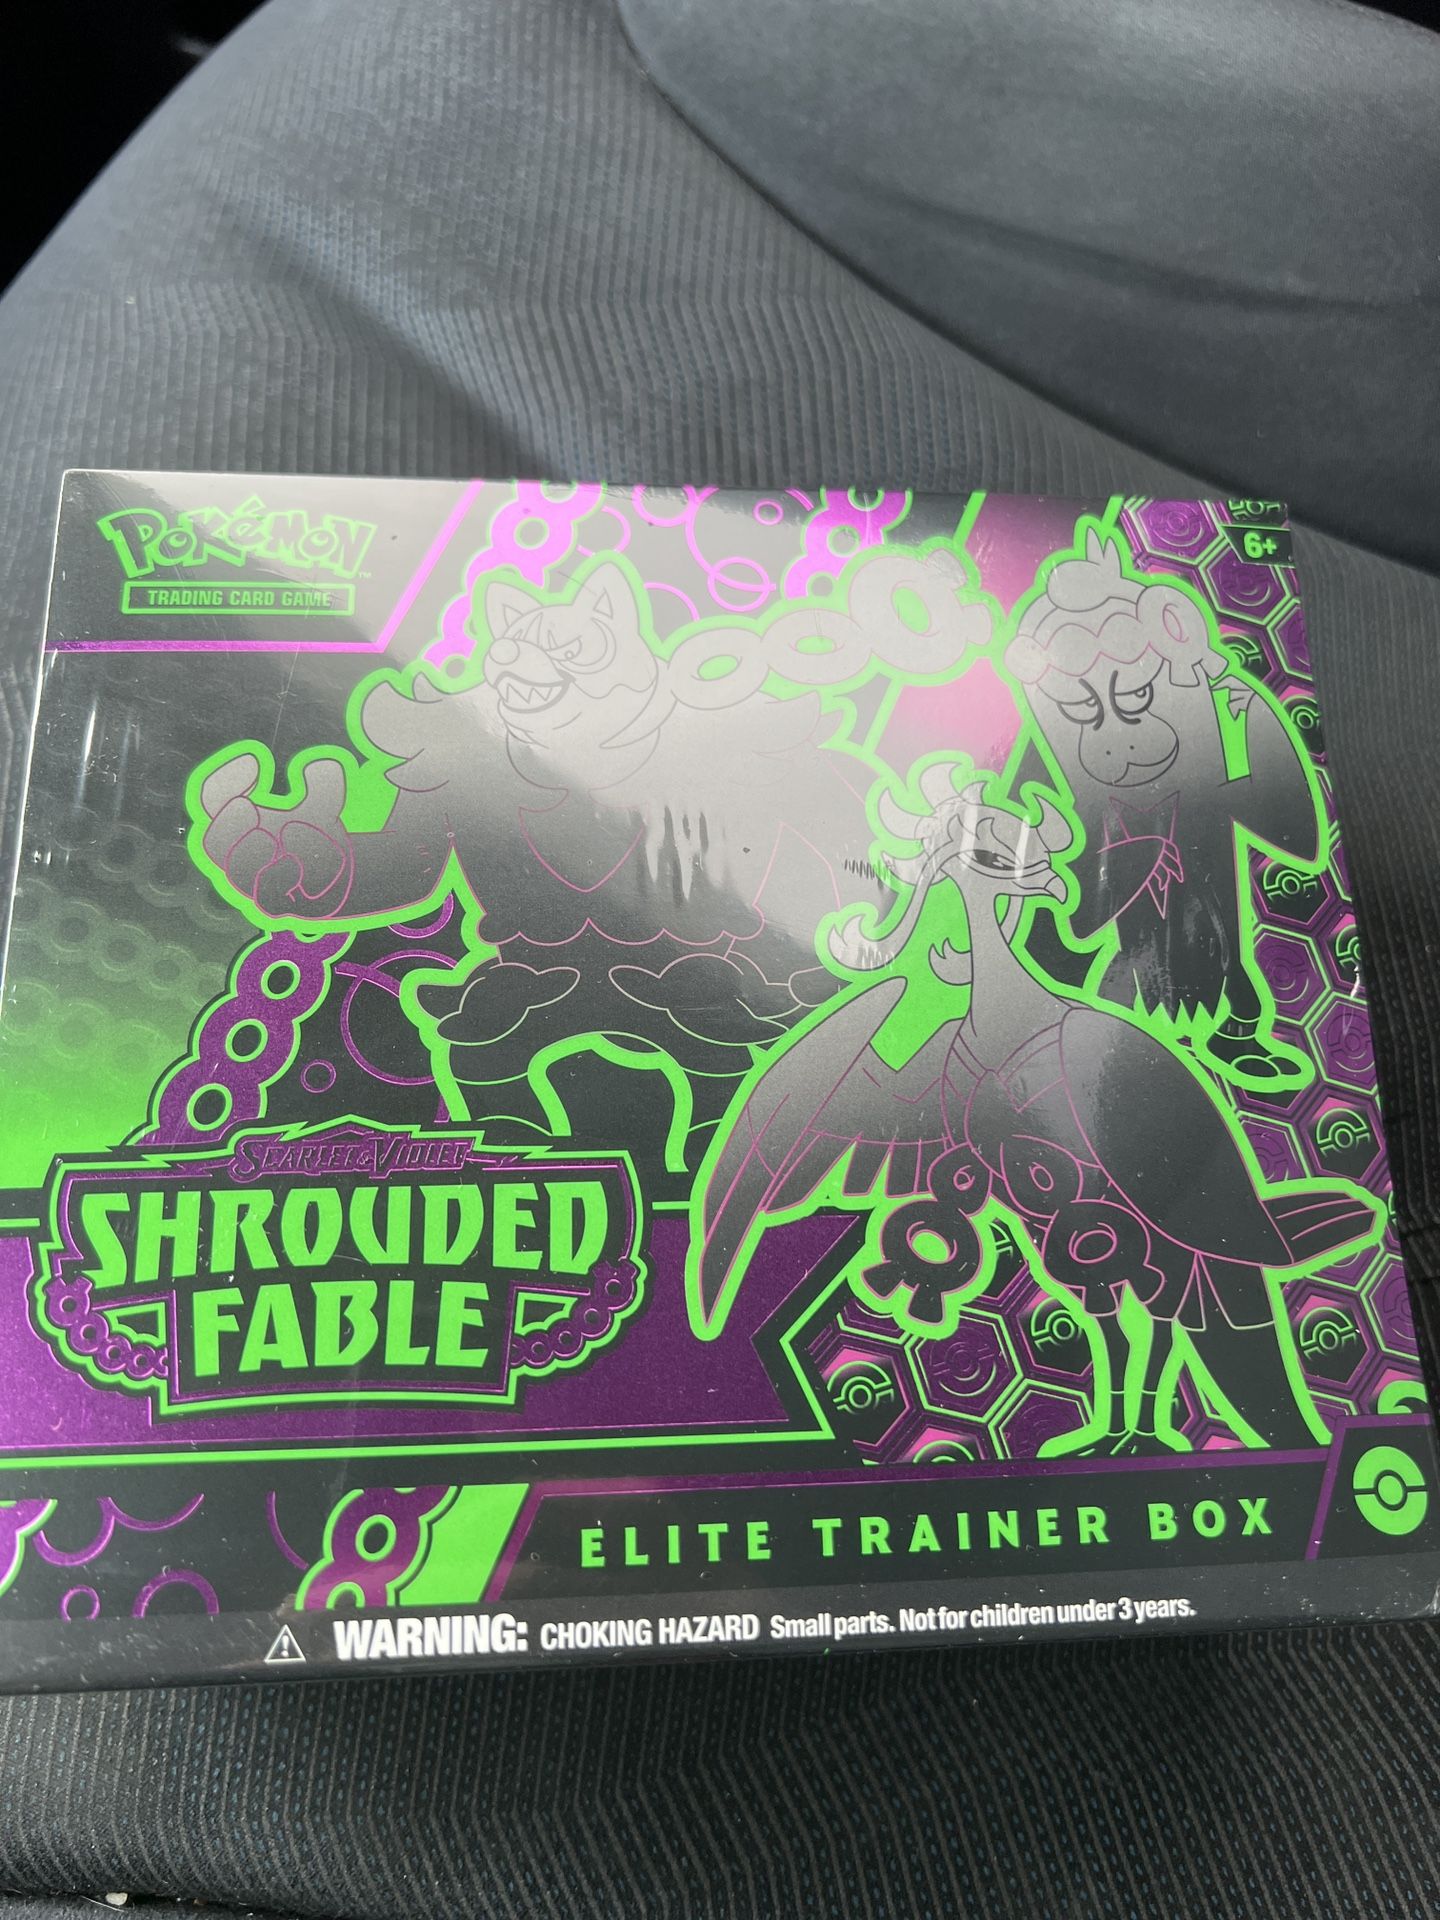 POKéMON™
TRADING CARD GAME
6+
SCARLET & VIOLET
SHROUDED
FABLE
ELITE TRAINER BOX
WARNING: CHOKING HAZARD Small parts. Not for children under 3 years.